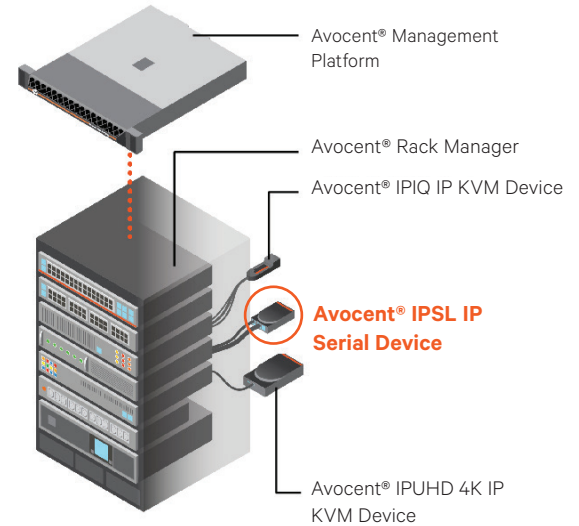 Avocent® Management
Platform
Avocent® Rack Manager
Avocent® IPIQ IP KVM Device
Avocent® IPSL IP
Serial Device
Avocent® IPUHD 4K IP
KVM Device